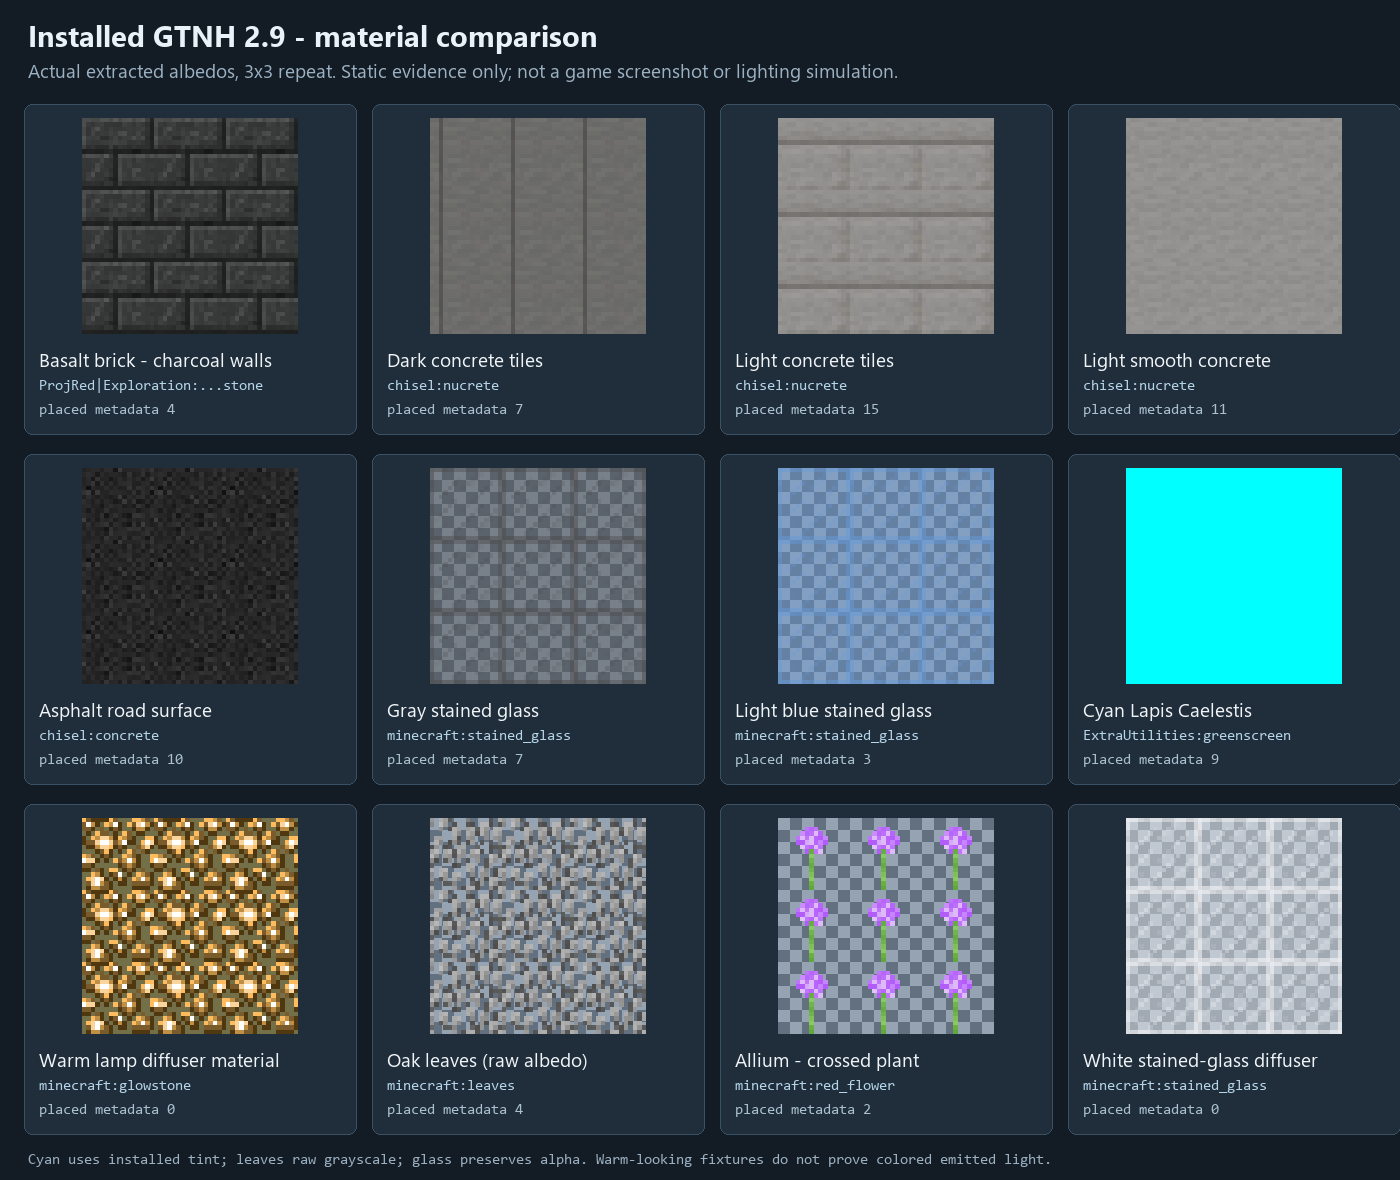 Installed GTNH 2.9 - material comparison
Actual extracted albedos, 3x3 repeat. Static evidence only; not a game screenshot or lighting simulation.
Basalt brick - charcoal walls
ProjRed|Exploration:...stone
placed metadata 4
Dark concrete tiles
chisel:nucrete
placed metadata 7
Light concrete tiles
chisel:nucrete
placed metadata 15
Light smooth concrete
chisel:nucrete
placed metadata 11
Asphalt road surface
chisel:concrete
placed metadata 10
Gray stained glass
minecraft:stained_glass
placed metadata 7
Light blue stained glass
minecraft:stained_glass
placed metadata 3
Cyan Lapis Caelestis
ExtraUtilities:greenscreen
placed metadata 9
Warm lamp diffuser material
minecraft:glowstone
placed metadata 0
Oak leaves (raw albedo)
minecraft:leaves
placed metadata 4
Allium - crossed plant
minecraft:red_flower
placed metadata 2
White stained-glass diffuser
minecraft:stained_glass
placed metadata 0
Cyan uses installed tint; leaves raw grayscale; glass preserves alpha. Warm-looking fixtures do not prove colored emitted light.